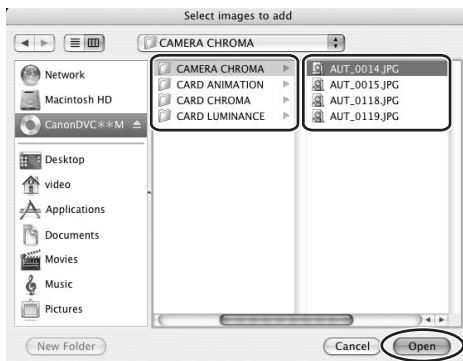 Select images to add
CAMERA CHROMA
Network
Macintosh HD
CanonDVC**M
Desktop
video
Applications
Documents
Movies
Music
Pictures
CAMERA CHROMA
CARD ANIMATION
CARD CHROMA
CARD LUMINANCE
AUT_0014.JPG
AUT_0015.JPG
AUT_0118.JPG
AUT_0119.JPG
New Folder
Cancel
Open